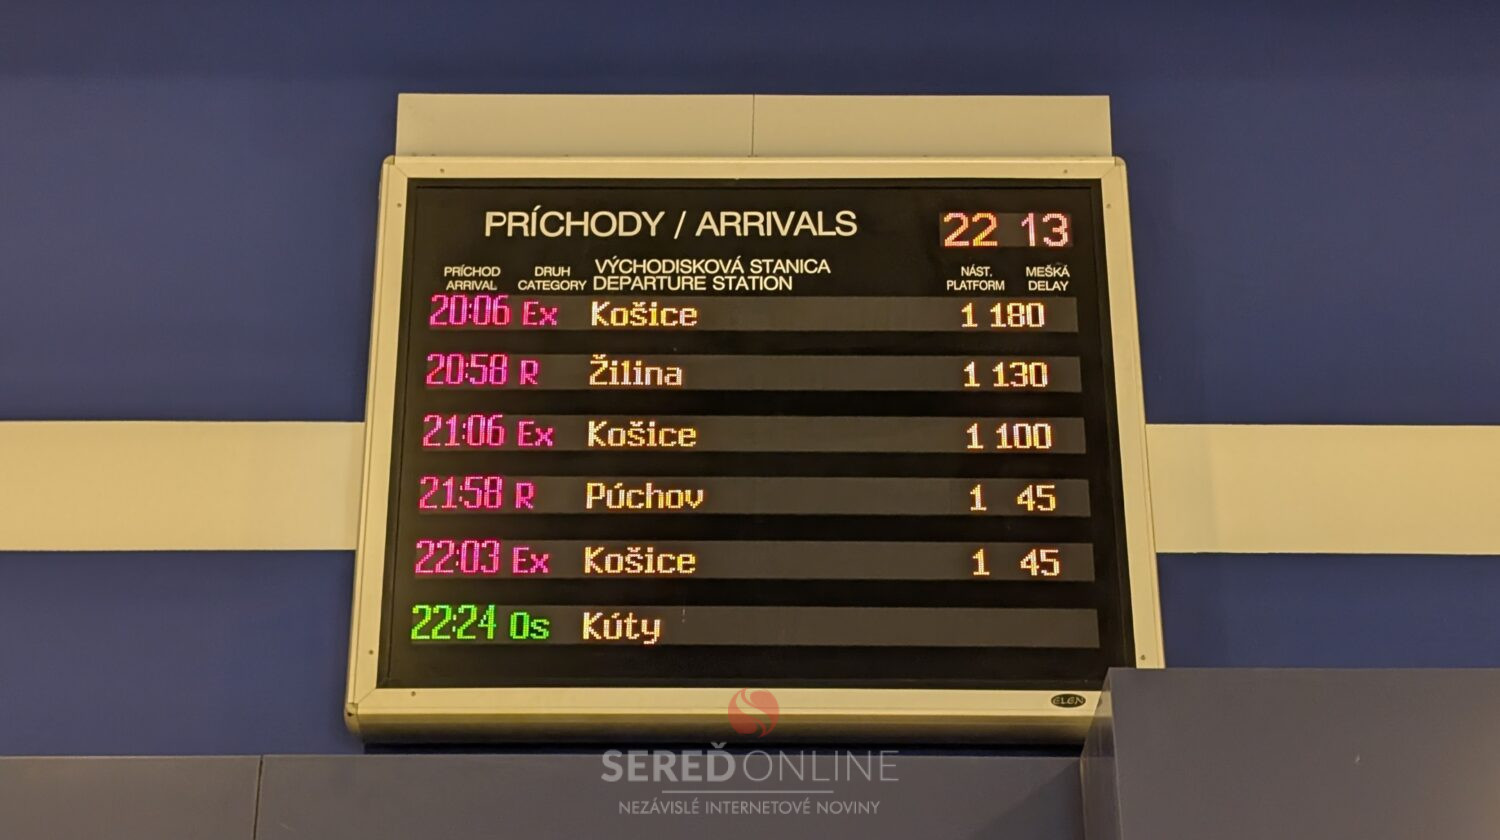 PRÍCHODY / ARRIVALS 22 13
PRÍCHOD DRUH VÝCHODISKOVÁ STANICA NÁST. MEŠKÁ
ARRIVAL CATEGORY DEPARTURE STATION PLATFORM DELAY
20:06 Ex Košice 1 180
20:58 R Žilina 1 130
21:06 Ex Košice 1 100
21:58 R Púchov 1 45
22:03 Ex Košice 1 45
22:24 Os Kúty
ELEN
SEREĎONLINE
NEZÁVISLÉ INTERNETOVÉ NOVINY